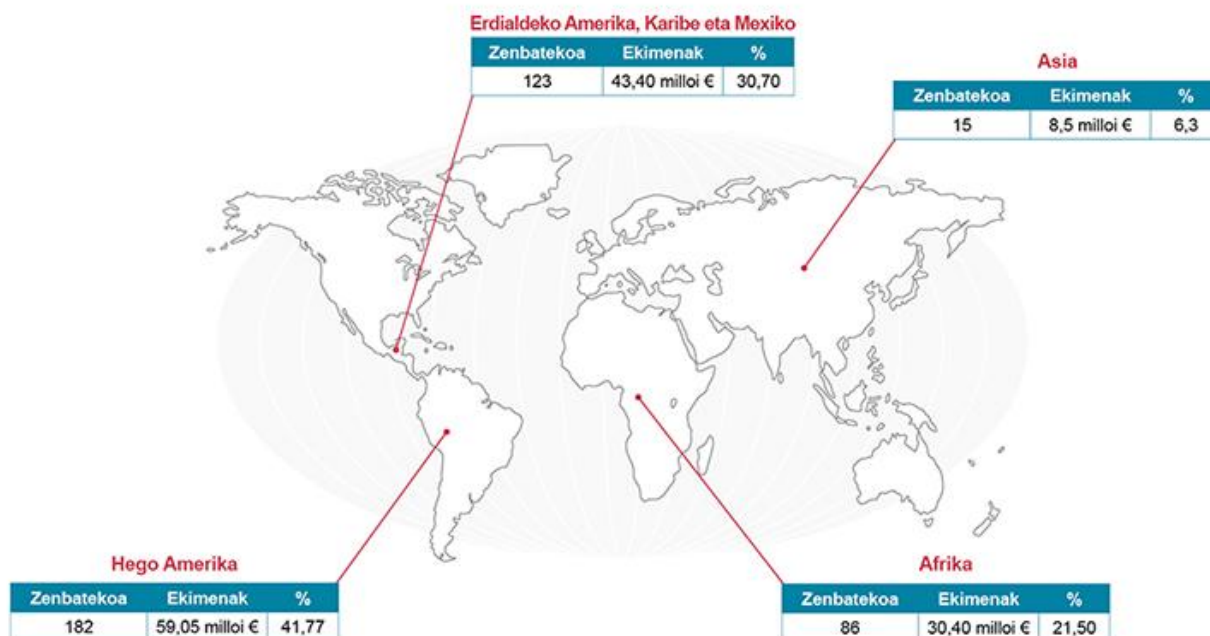 Erdialdeko Amerika, Karibe eta Mexiko
Zenbatekoa Ekimenak %
123 43,40 milloi € 30,70
Asia
Zenbatekoa Ekimenak %
15 8,5 milloi € 6,3
Hego Amerika
Zenbatekoa Ekimenak %
182 59,05 milloi € 41,77
Afrika
Zenbatekoa Ekimenak %
86 30,40 milloi € 21,50